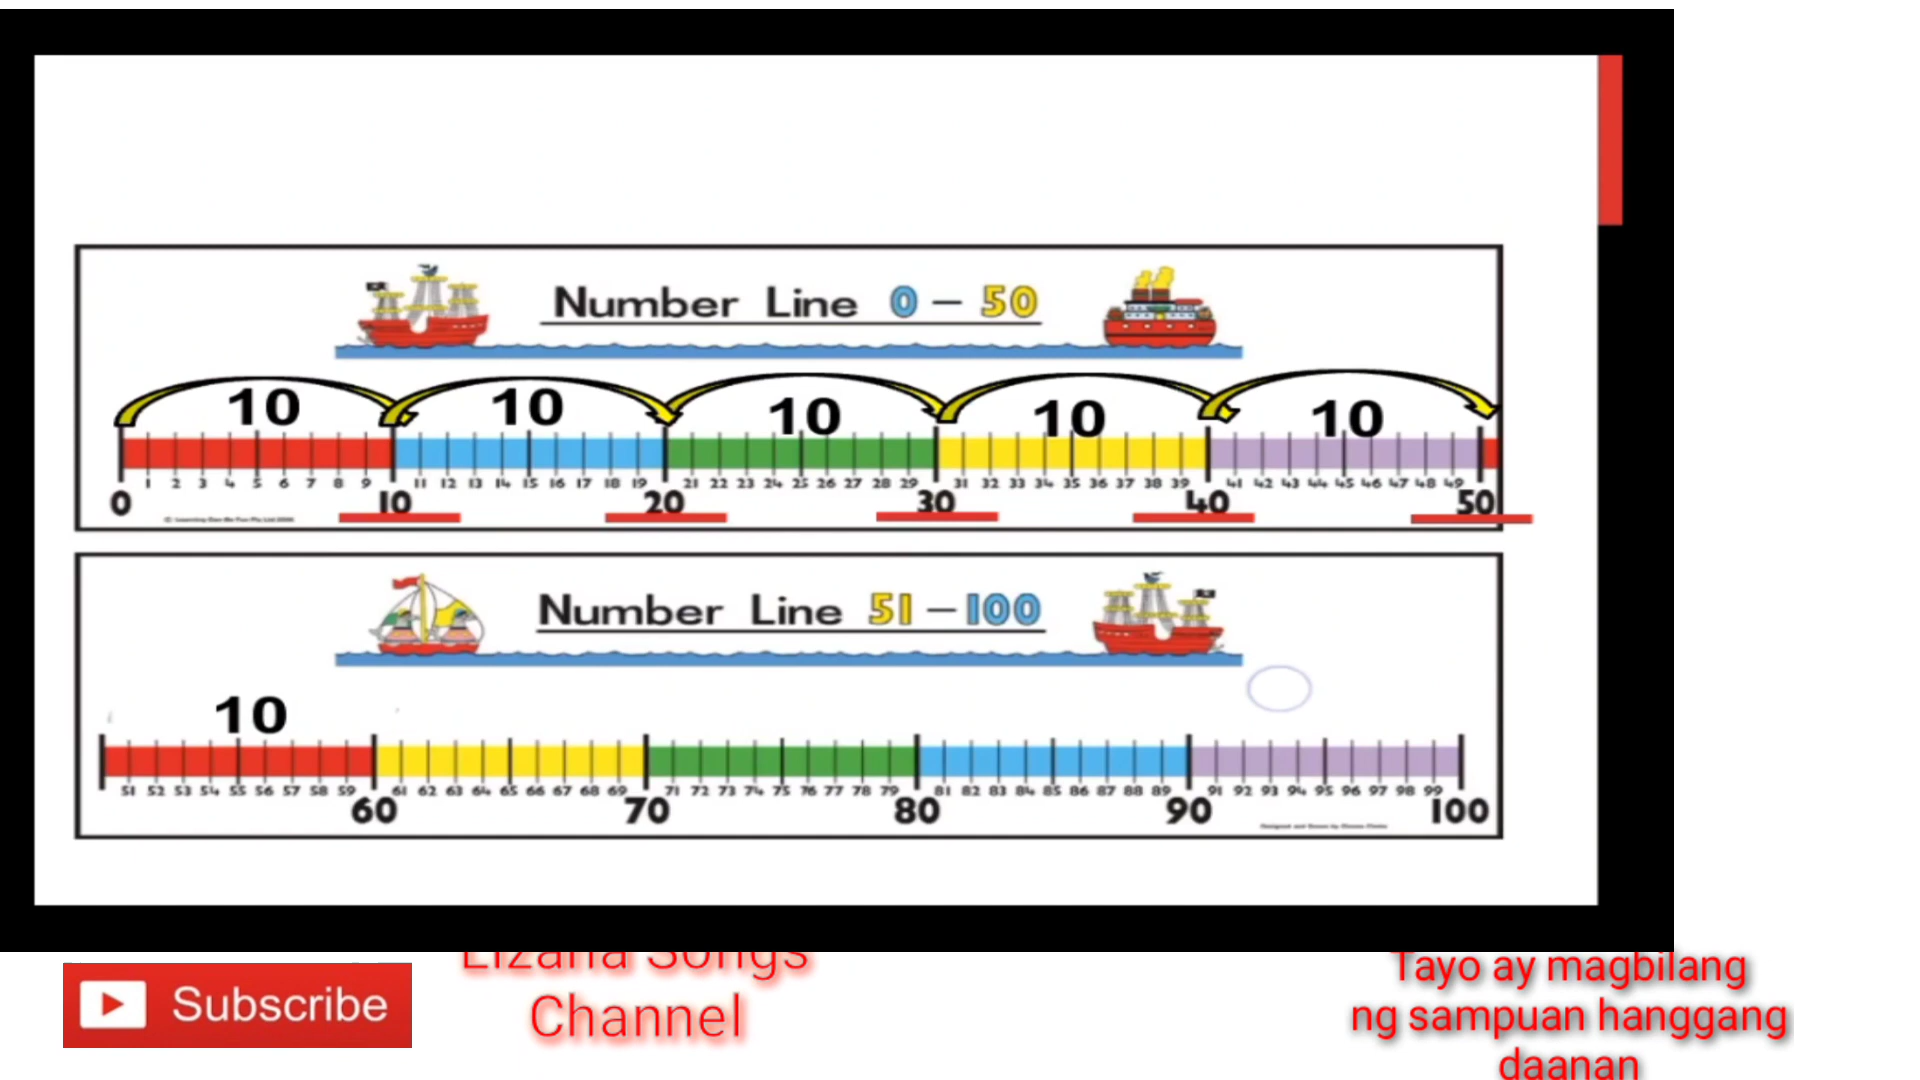 Number Line 0 – 50
10 10 10 10 10
1 2 3 4 5 6 7 8 9 11 12 13 14 15 16 17 18 19 21 22 23 24 25 26 27 28 29 31 32 33 34 35 36 37 38 39 41 42 43 44 45 46 47 48 49
0 10 20 30 40 50
Number Line 51 – 100
10
51 52 53 54 55 56 57 58 59 61 62 63 64 65 66 67 68 69 71 72 73 74 75 76 77 78 79 81 82 83 84 85 86 87 88 89 91 92 93 94 95 96 97 98 99
60 70 80 90 100
Subscribe
Lizana Songs
Channel
Tayo ay magbilang
ng sampuan hanggang
daanan